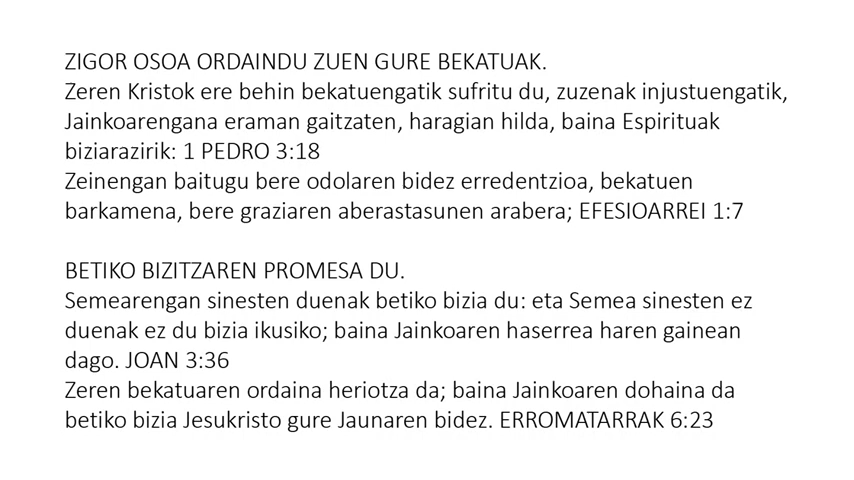 ZIGOR OSOA ORDAINDU ZUEN GURE BEKATUAK.
Zeren Kristok ere behin bekatuengatik sufritu du, zuzenak injustuengatik,
Jainkoarengana eraman gaitzaten, haragian hilda, baina Espirituak
biziarazirik: 1 PEDRO 3:18
Zeinengan baitugu bere odolaren bidez erredentzioa, bekatuen
barkamena, bere graziaren aberastasunen arabera; EFESIOARREI 1:7
BETIKO BIZITZAREN PROMESA DU.
Semearengan sinesten duenak betiko bizia du: eta Semea sinesten ez
duenak ez du bizia ikusiko; baina Jainkoaren haserrea haren gainean
dago. JOAN 3:36
Zeren bekatuaren ordaina heriotza da; baina Jainkoaren dohaina da
betiko bizia Jesukristo gure Jaunaren bidez. ERROMATARRAK 6:23